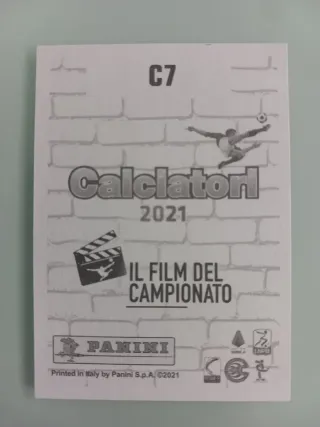 C7
Calciatori
2021
IL FILM DEL
CAMPIONATO
PANINI
Printed in Italy by Panini S.p.A. ©2021